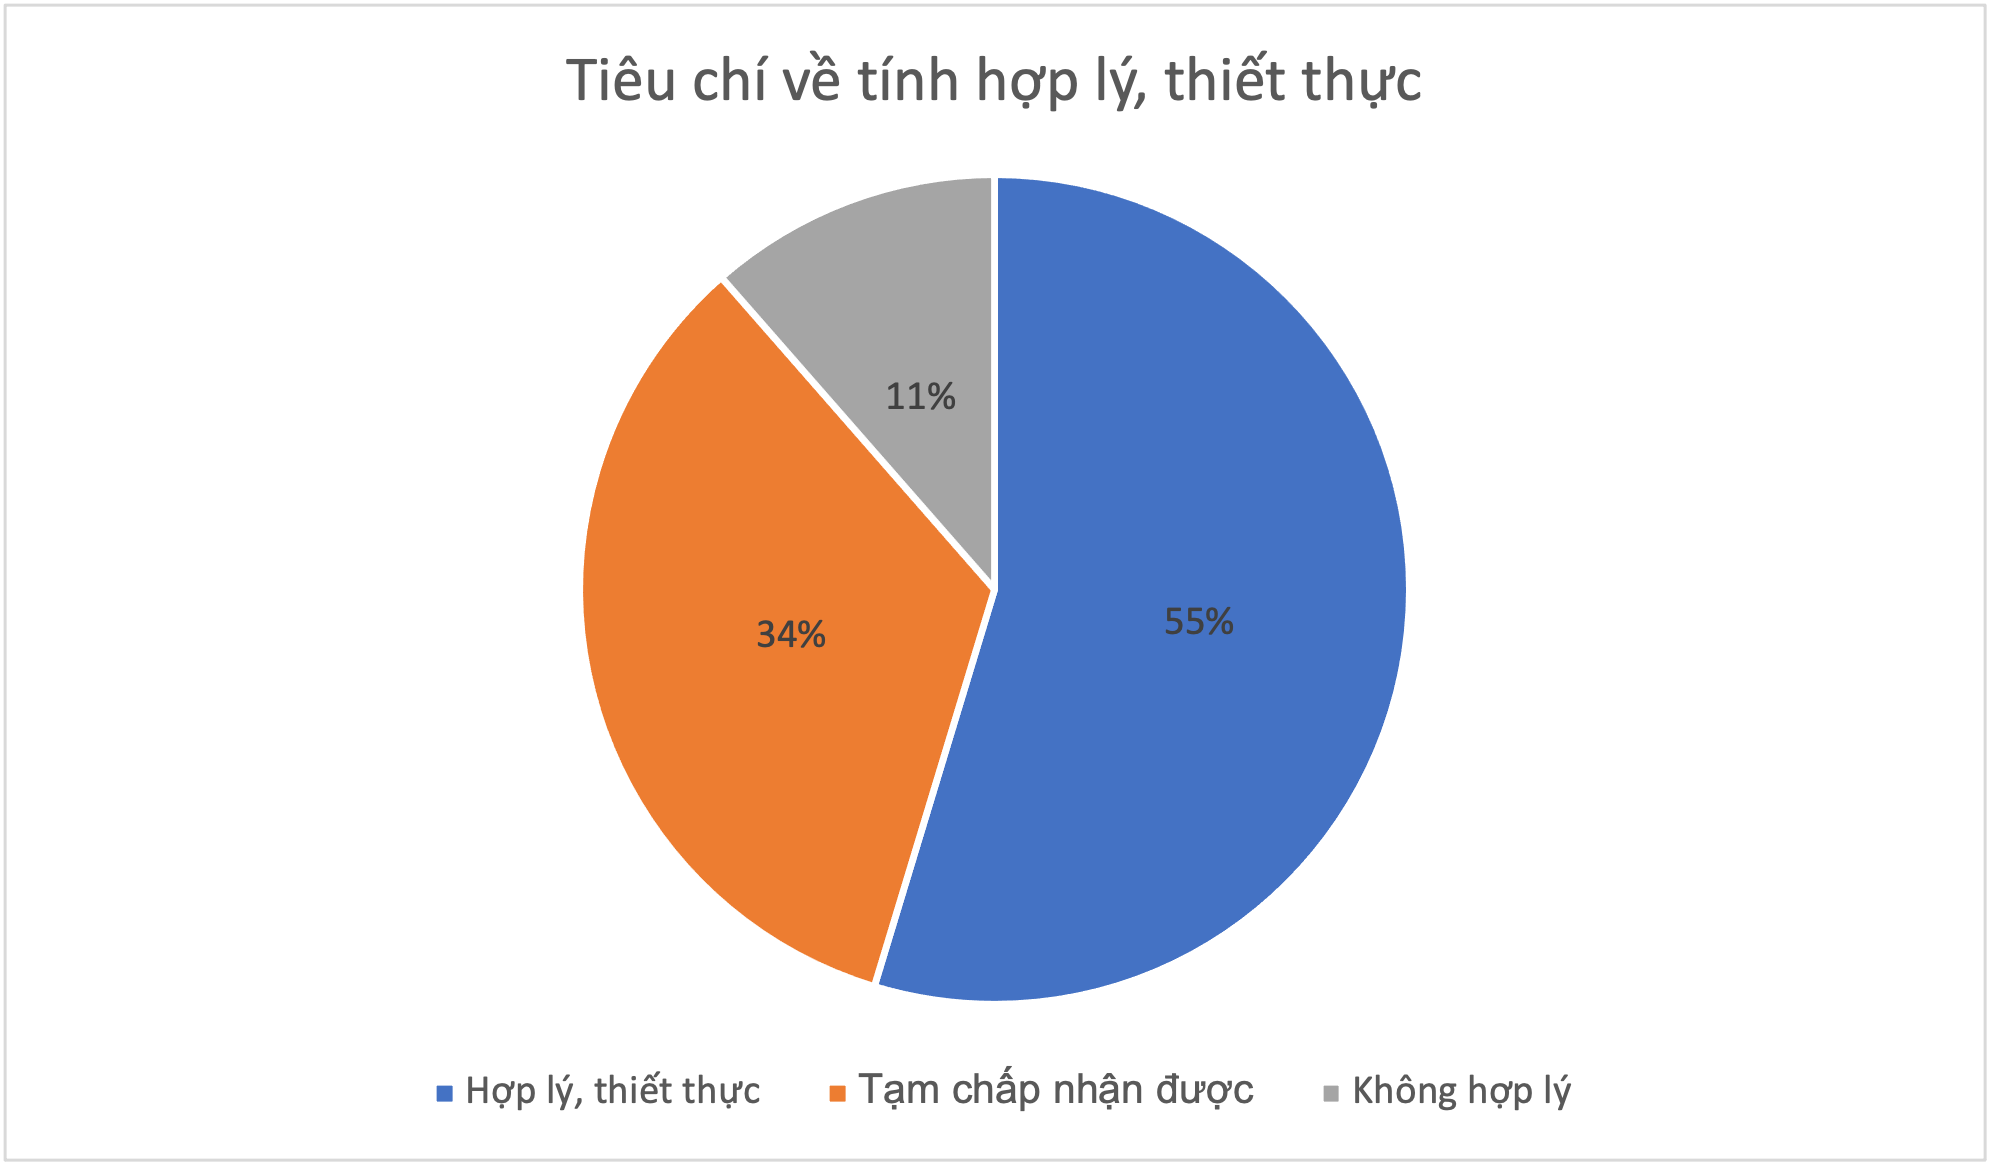 Tiêu chí về tính hợp lý, thiết thực
11%
34%
55%
Hợp lý, thiết thực
Tạm chấp nhận được
Không hợp lý